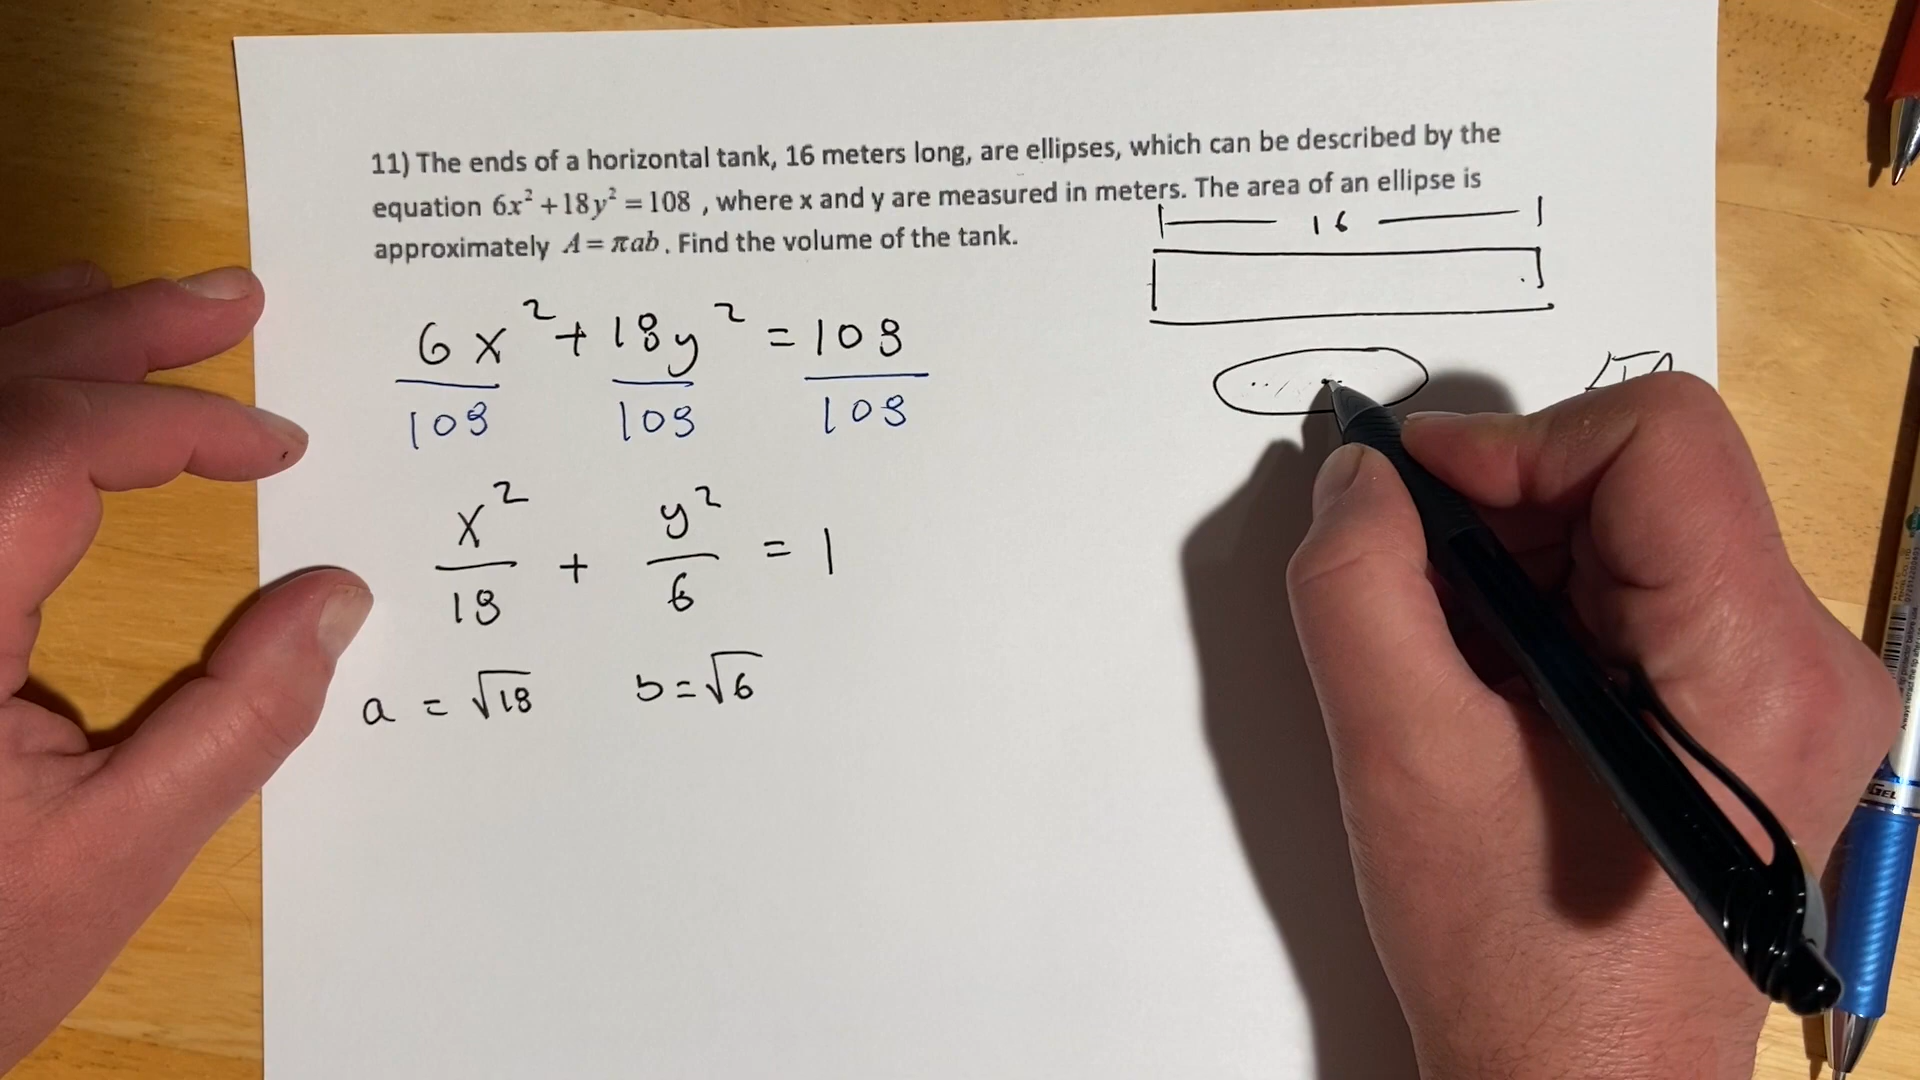 11) The ends of a horizontal tank, 16 meters long, are ellipses, which can be described by the
equation 6x² + 18y² = 108 , where x and y are measured in meters. The area of an ellipse is
approximately A = πab . Find the volume of the tank.
16
6x² + 18y² = 108
108 108 108
x² + y² = 1
18 6
a = √18 b = √6
GEL